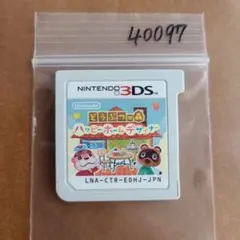 40097
NINTENDO 3DS™
Nintendo
どうぶつの森
ハッピーホームデザイナー
LNA-CTR-EDHJ-JPN